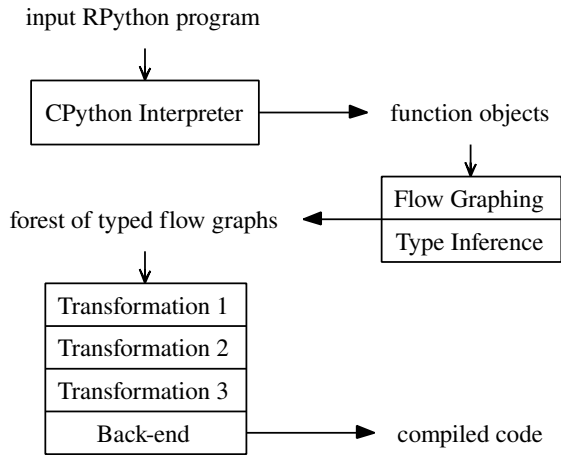 input RPython program
CPython Interpreter
function objects
Flow Graphing
Type Inference
forest of typed flow graphs
Transformation 1
Transformation 2
Transformation 3
Back-end
compiled code